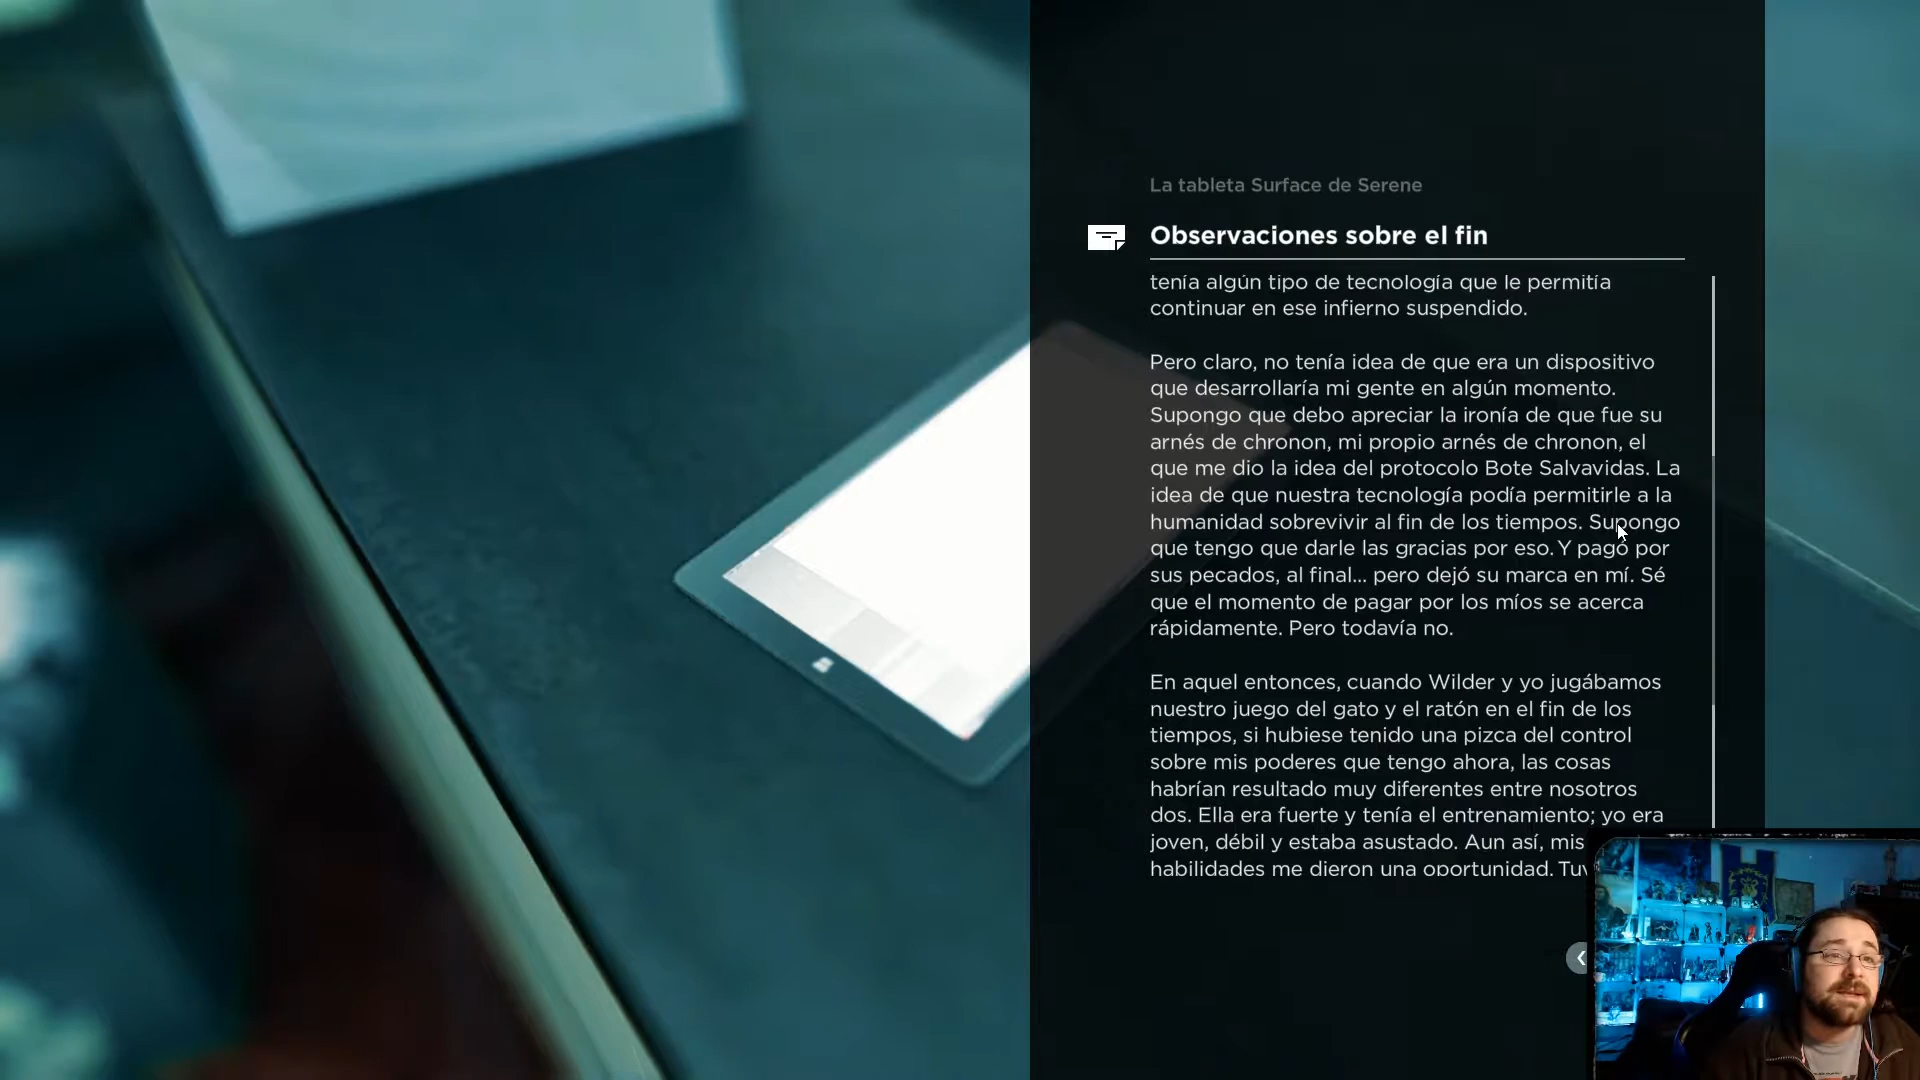 La tableta Surface de Serene
Observaciones sobre el fin
tenía algún tipo de tecnología que le permitía
continuar en ese infierno suspendido.
Pero claro, no tenía idea de que era un dispositivo
que desarrollaría mi gente en algún momento.
Supongo que debo apreciar la ironía de que fue su
arnés de chronon, mi propio arnés de chronon, el
que me dio la idea del protocolo Bote Salvavidas. La
idea de que nuestra tecnología podía permitirle a la
humanidad sobrevivir al fin de los tiempos. Supongo
que tengo que darle las gracias por eso. Y pagó por
sus pecados, al final... pero dejó su marca en mí. Sé
que el momento de pagar por los míos se acerca
rápidamente. Pero todavía no.
En aquel entonces, cuando Wilder y yo jugábamos
nuestro juego del gato y el ratón en el fin de los
tiempos, si hubiese tenido una pizca del control
sobre mis poderes que tengo ahora, las cosas
habrían resultado muy diferentes entre nosotros
dos. Ella era fuerte y tenía el entrenamiento; yo era
joven, débil y estaba asustado. Aun así, mis
habilidades me dieron una oportunidad.